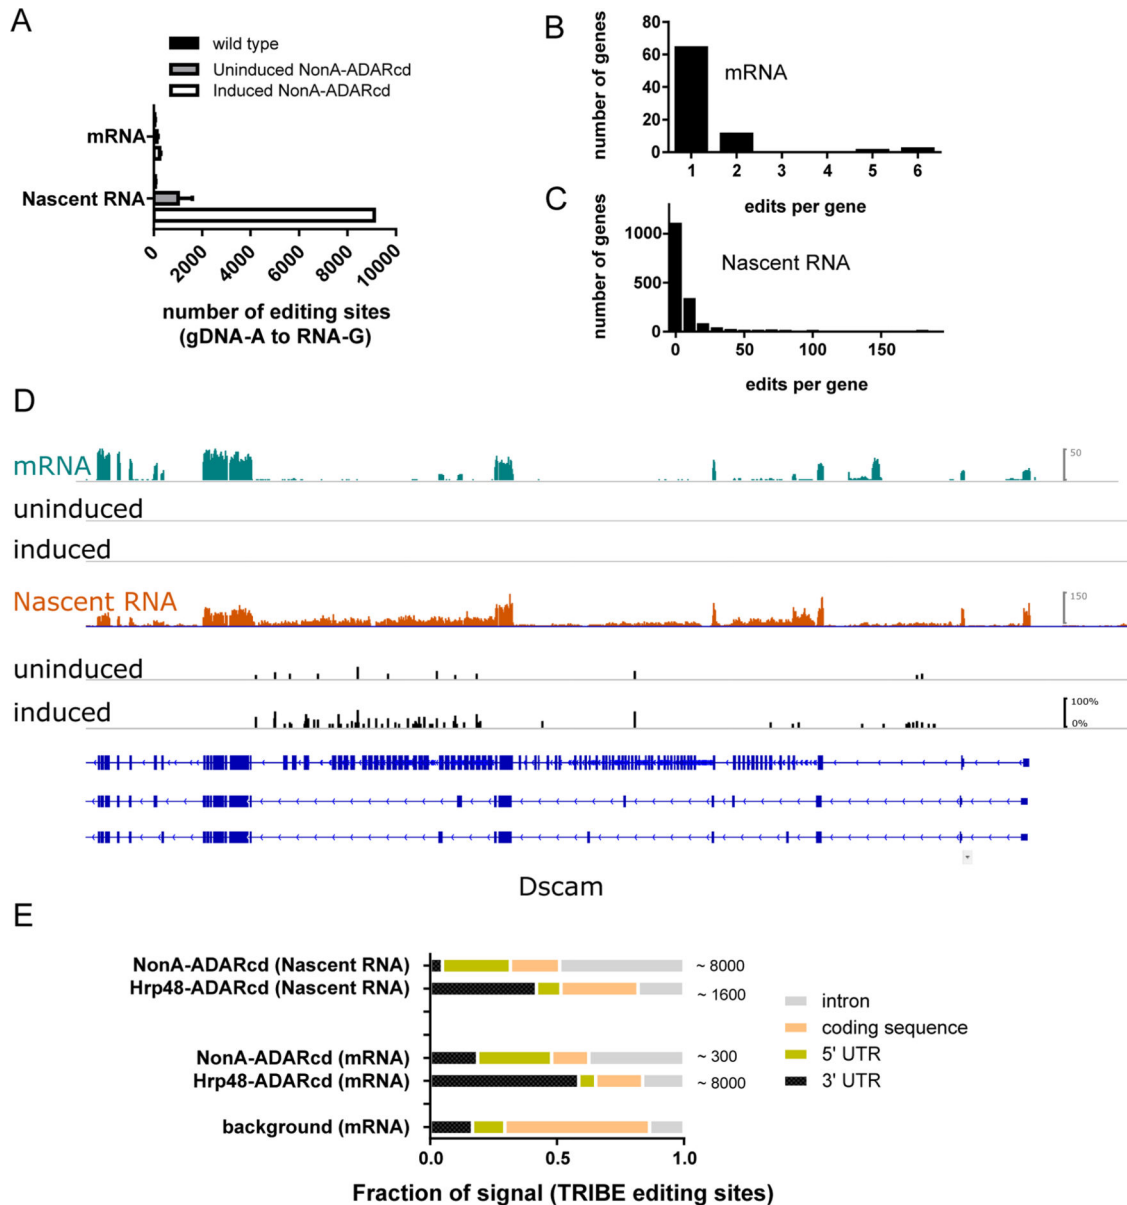 A
wild type
Uninduced NonA-ADARcd
Induced NonA-ADARcd
mRNA
Nascent RNA
0
2000
4000
6000
8000
10000
number of editing sites
(gDNA-A to RNA-G)
B
number of genes
80
60
40
20
0
mRNA
1 2 3 4 5 6
edits per gene
C
number of genes
1000
500
0
Nascent RNA
0 50 100 150
edits per gene
D
mRNA
50
uninduced
induced
Nascent RNA
150
uninduced
induced
100%
0%
Dscam
E
NonA-ADARcd (Nascent RNA)
~ 8000
Hrp48-ADARcd (Nascent RNA)
~ 1600
NonA-ADARcd (mRNA)
~ 300
Hrp48-ADARcd (mRNA)
~ 8000
background (mRNA)
intron
coding sequence
5' UTR
3' UTR
0.0 0.5 1.0
Fraction of signal (TRIBE editing sites)